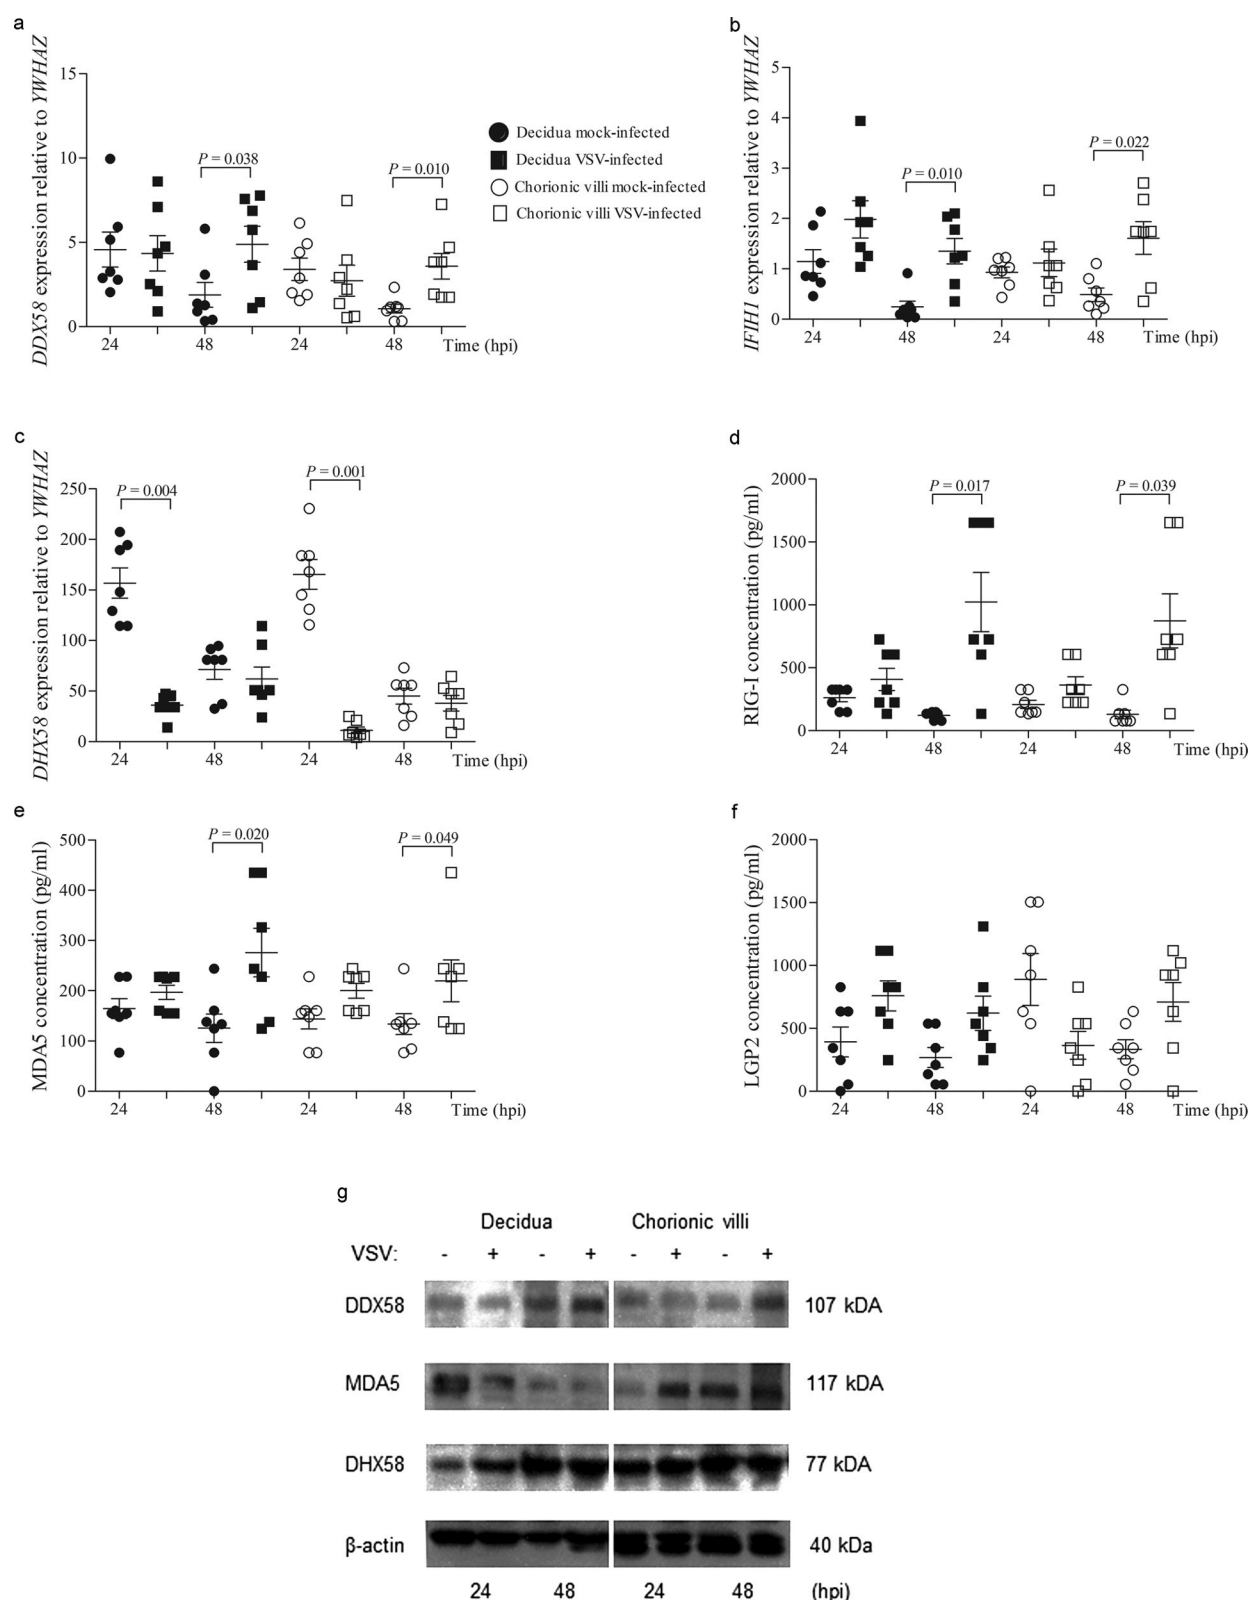 a
DDX58 expression relative to YWHAZ
15
10
5
0
P = 0.038
P = 0.010
24
48
24
48
Time (hpi)
Decidua mock-infected
Decidua VSV-infected
Chorionic villi mock-infected
Chorionic villi VSV-infected
b
IFIH1 expression relative to YWHAZ
5
4
3
2
1
0
P = 0.010
P = 0.022
24
48
24
48
Time (hpi)
c
DHX58 expression relative to YWHAZ
250
200
150
100
50
0
P = 0.004
P = 0.001
24
48
24
48
Time (hpi)
d
RIG-I concentration (pg/ml)
2000
1500
1000
500
0
P = 0.017
P = 0.039
24
48
24
48
Time (hpi)
e
MDA5 concentration (pg/ml)
500
400
300
200
100
0
P = 0.020
P = 0.049
24
48
24
48
Time (hpi)
f
LGP2 concentration (pg/ml)
2000
1500
1000
500
0
24
48
24
48
Time (hpi)
g
Decidua Chorionic villi
VSV: - + - + - + - +
DDX58 107 kDA
MDA5 117 kDA
DHX58 77 kDA
β-actin 40 kDa
24 48 24 48 (hpi)